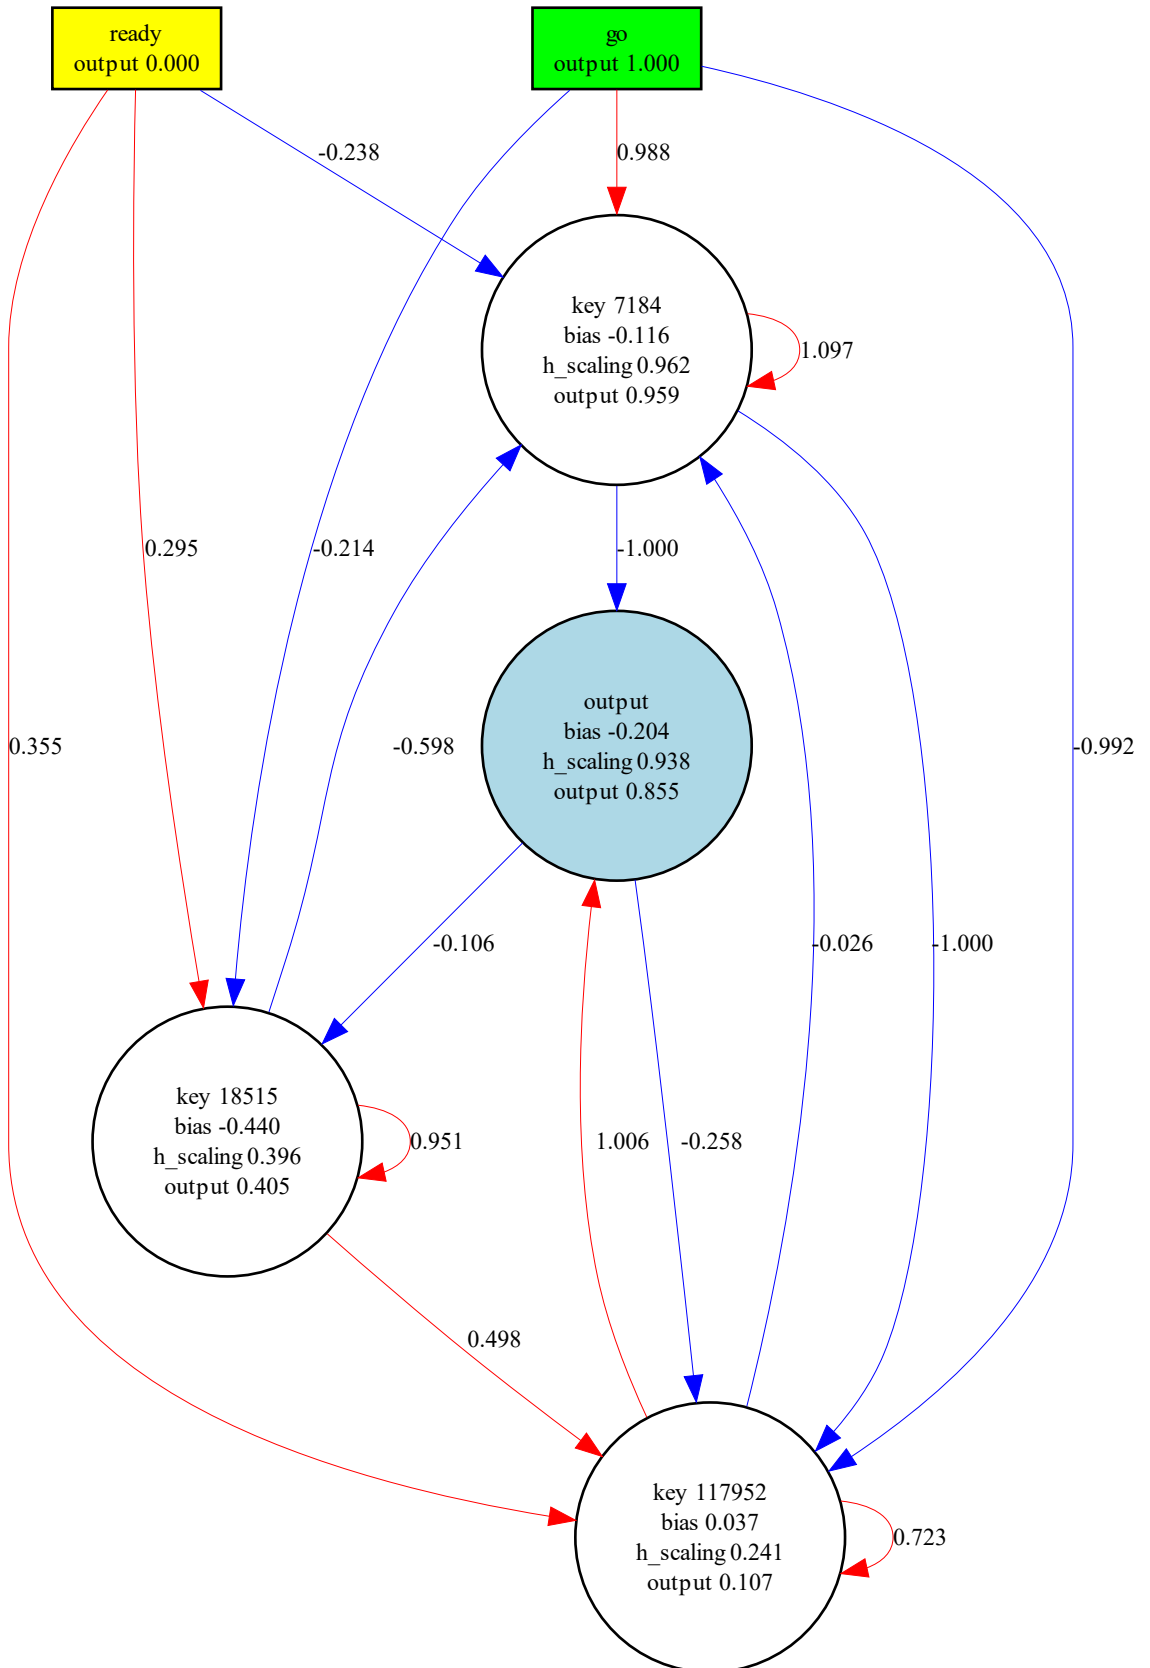 ready
output 0.000
go
output 1.000
-0.238
0.988
key 7184
bias -0.116
h_scaling 0.962
output 0.959
1.097
0.295
-0.214
-1.000
output
bias -0.204
h_scaling 0.938
output 0.855
0.355
-0.598
-0.992
-0.106
-0.026
-1.000
key 18515
bias -0.440
h_scaling 0.396
output 0.405
0.951
1.006
-0.258
0.498
key 117952
bias 0.037
h_scaling 0.241
output 0.107
0.723